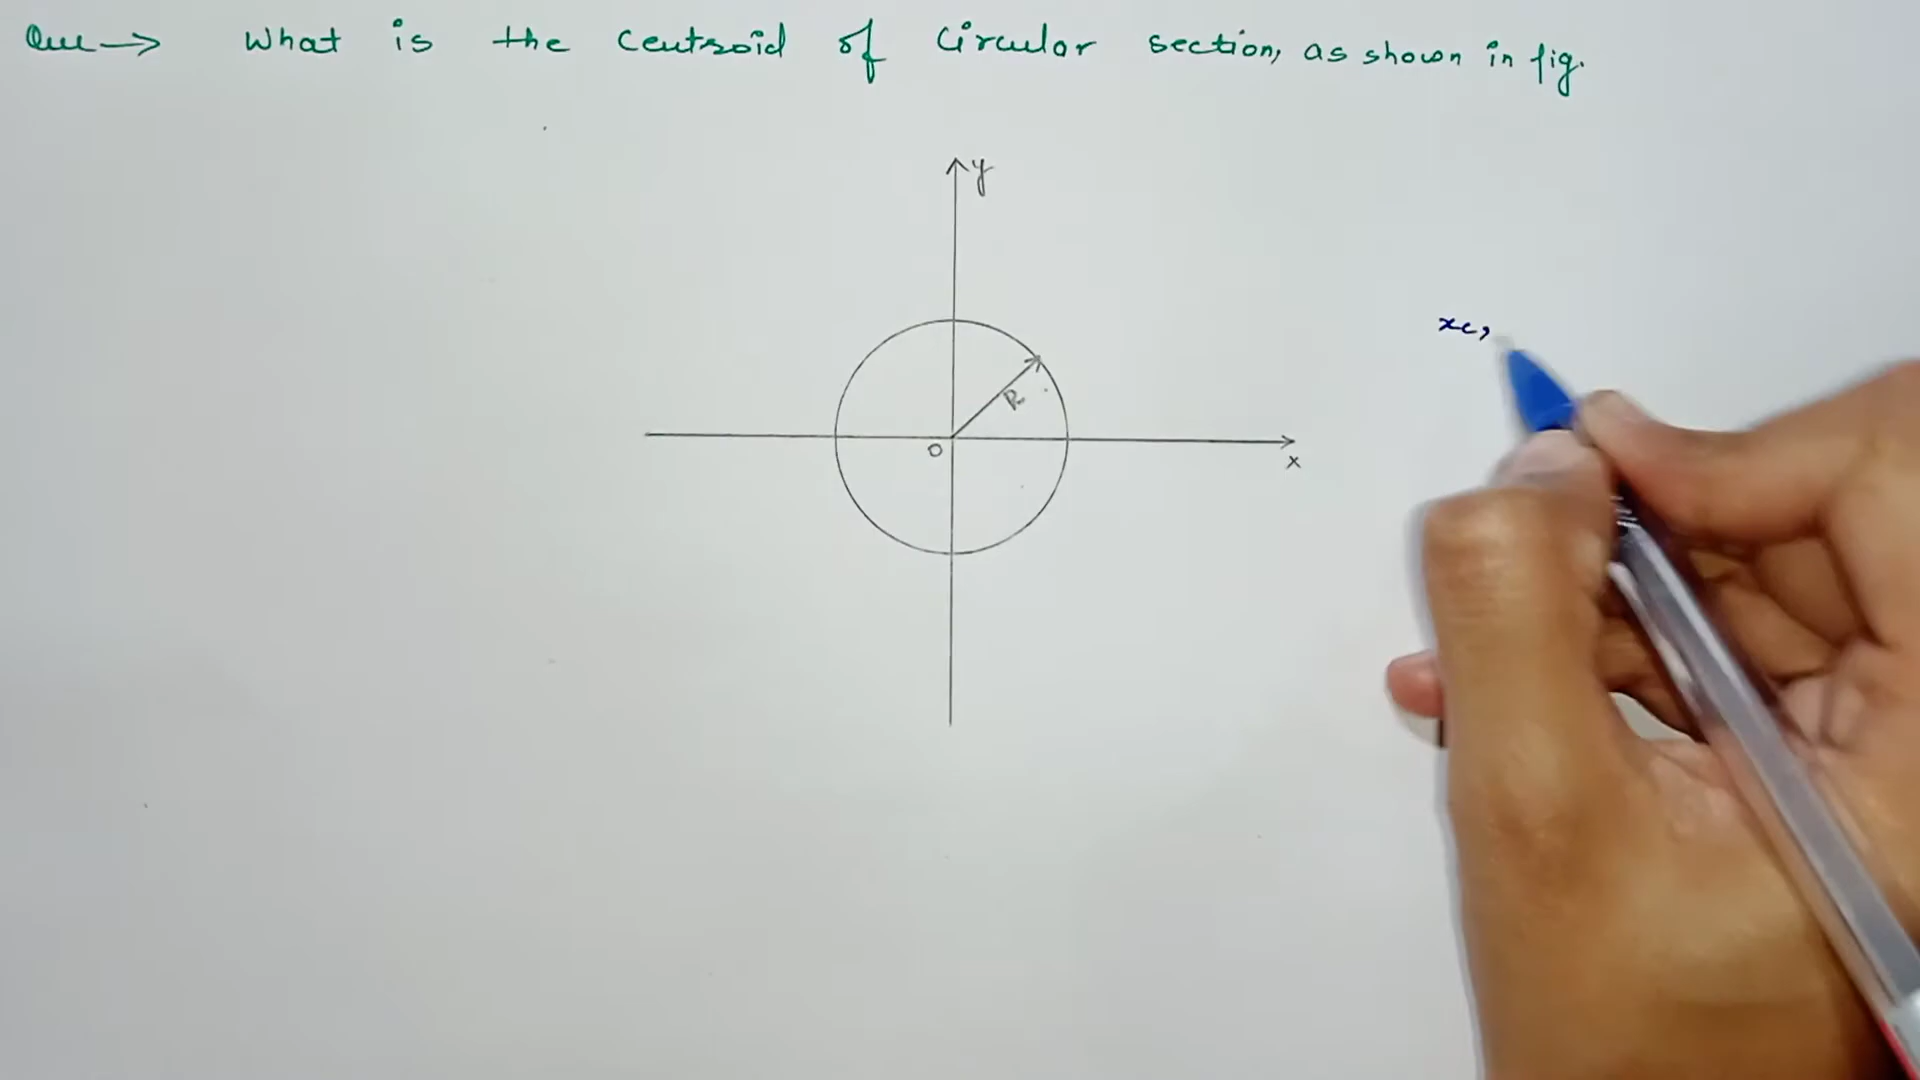 Que → What is the centroid of circular section, as shown in fig.
y
xc,
R
O
x